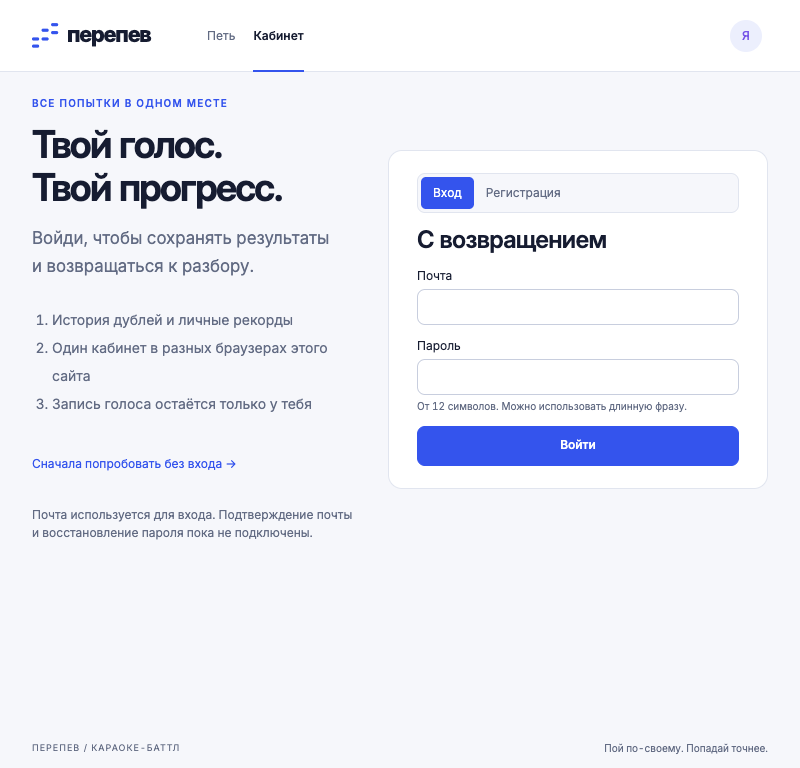 перепев
Петь
Кабинет
Я
ВСЕ ПОПЫТКИ В ОДНОМ МЕСТЕ
Твой голос.
Твой прогресс.
Войди, чтобы сохранять результаты
и возвращаться к разбору.
1. История дублей и личные рекорды
2. Один кабинет в разных браузерах этого
сайта
3. Запись голоса остаётся только у тебя
Сначала попробовать без входа →
Почта используется для входа. Подтверждение почты
и восстановление пароля пока не подключены.
Вход
Регистрация
С возвращением
Почта
Пароль
От 12 символов. Можно использовать длинную фразу.
Войти
ПЕРЕПЕВ / КАРАОКЕ-БАТТЛ
Пой по-своему. Попадай точнее.